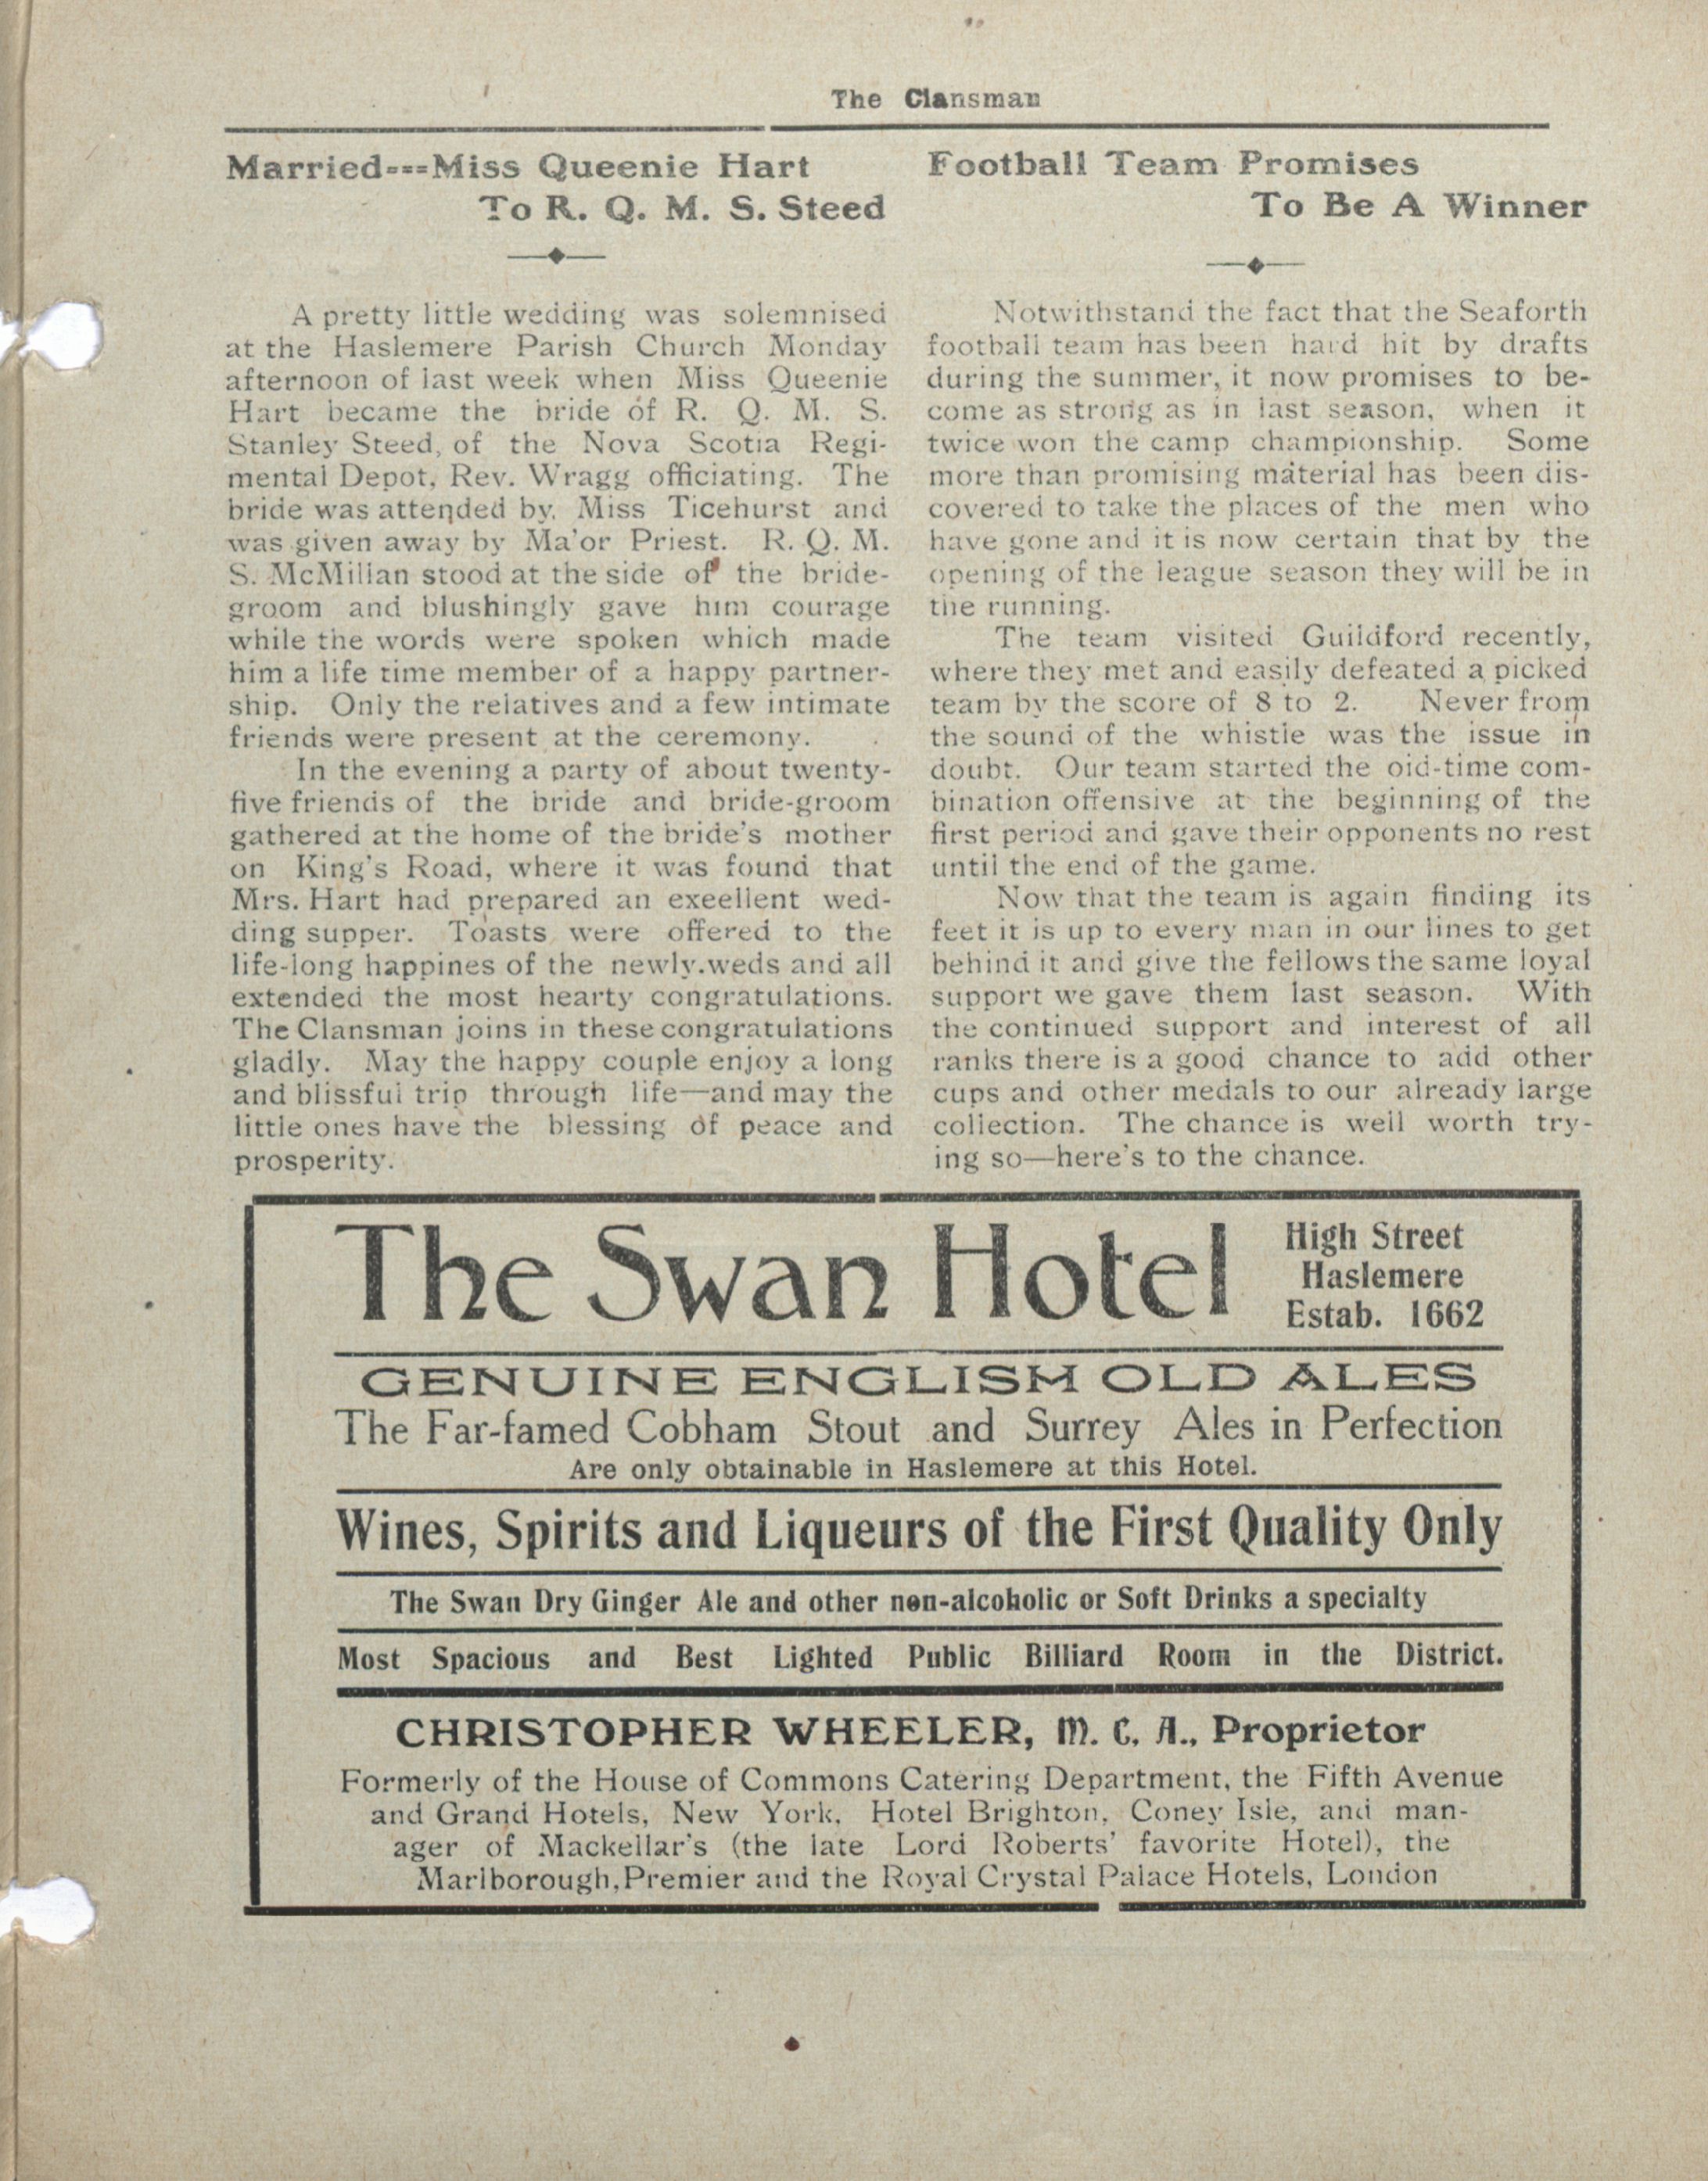 The Clansman
Married---Miss Queenie Hart
To R. Q. M. S. Steed
A pretty little wedding was solemnised
at the Haslemere Parish Church Monday
afternoon of last week when Miss Queenie
Hart became the bride of R. Q. M. S.
Stanley Steed, of the Nova Scotia Regi-
mental Depot, Rev. Wragg officiating. The
bride was attended by. Miss Ticehurst and
was given away by Ma'or Priest. R. Q. M.
S. McMillan stood at the side of the bride-
groom and blushingly gave him courage
while the words were spoken which made
him a life time member of a happy partner-
ship. Only the relatives and a few intimate
friends were present at the ceremony.
In the evening a party of about twenty-
five friends of the bride and bride-groom
gathered at the home of the bride's mother
on King's Road, where it was found that
Mrs. Hart had prepared an exeellent wed-
ding supper. Toasts were offered to the
life-long happines of the newly.weds and all
extended the most hearty congratulations.
The Clansman joins in these congratulations
gladly. May the happy couple enjoy a long
and blissful trip through life—and may the
little ones have the blessing of peace and
prosperity.
Football Team Promises
To Be A Winner
Notwithstand the fact that the Seaforth
football team has been hard hit by drafts
during the summer, it now promises to be-
come as strong as in last season, when it
twice won the camp championship. Some
more than promising material has been dis-
covered to take the places of the men who
have gone and it is now certain that by the
opening of the league season they will be in
the running.
The team visited Guildford recently,
where they met and easily defeated a picked
team by the score of 8 to 2. Never from
the sound of the whistle was the issue in
doubt. Our team started the old-time com-
bination offensive at the beginning of the
first period and gave their opponents no rest
until the end of the game.
Now that the team is again finding its
feet it is up to every man in our lines to get
behind it and give the fellows the same loyal
support we gave them last season. With
the continued support and interest of all
ranks there is a good chance to add other
cups and other medals to our already large
collection. The chance is well worth try-
ing so—here's to the chance.
The Swan Hotel
High Street
Haslemere
Estab. 1662
GENUINE ENGLISH OLD ALES
The Far-famed Cobham Stout and Surrey Ales in Perfection
Are only obtainable in Haslemere at this Hotel.
Wines, Spirits and Liqueurs of the First Quality Only
The Swan Dry Ginger Ale and other non-alcoholic or Soft Drinks a specialty
Most Spacious and Best Lighted Public Billiard Room in the District.
CHRISTOPHER WHEELER, M. C. A., Proprietor
Formerly of the House of Commons Catering Department, the Fifth Avenue
and Grand Hotels, New York, Hotel Brighton, Coney Isle, and man-
ager of Mackellar's (the late Lord Roberts' favorite Hotel), the
Marlborough, Premier and the Royal Crystal Palace Hotels, London